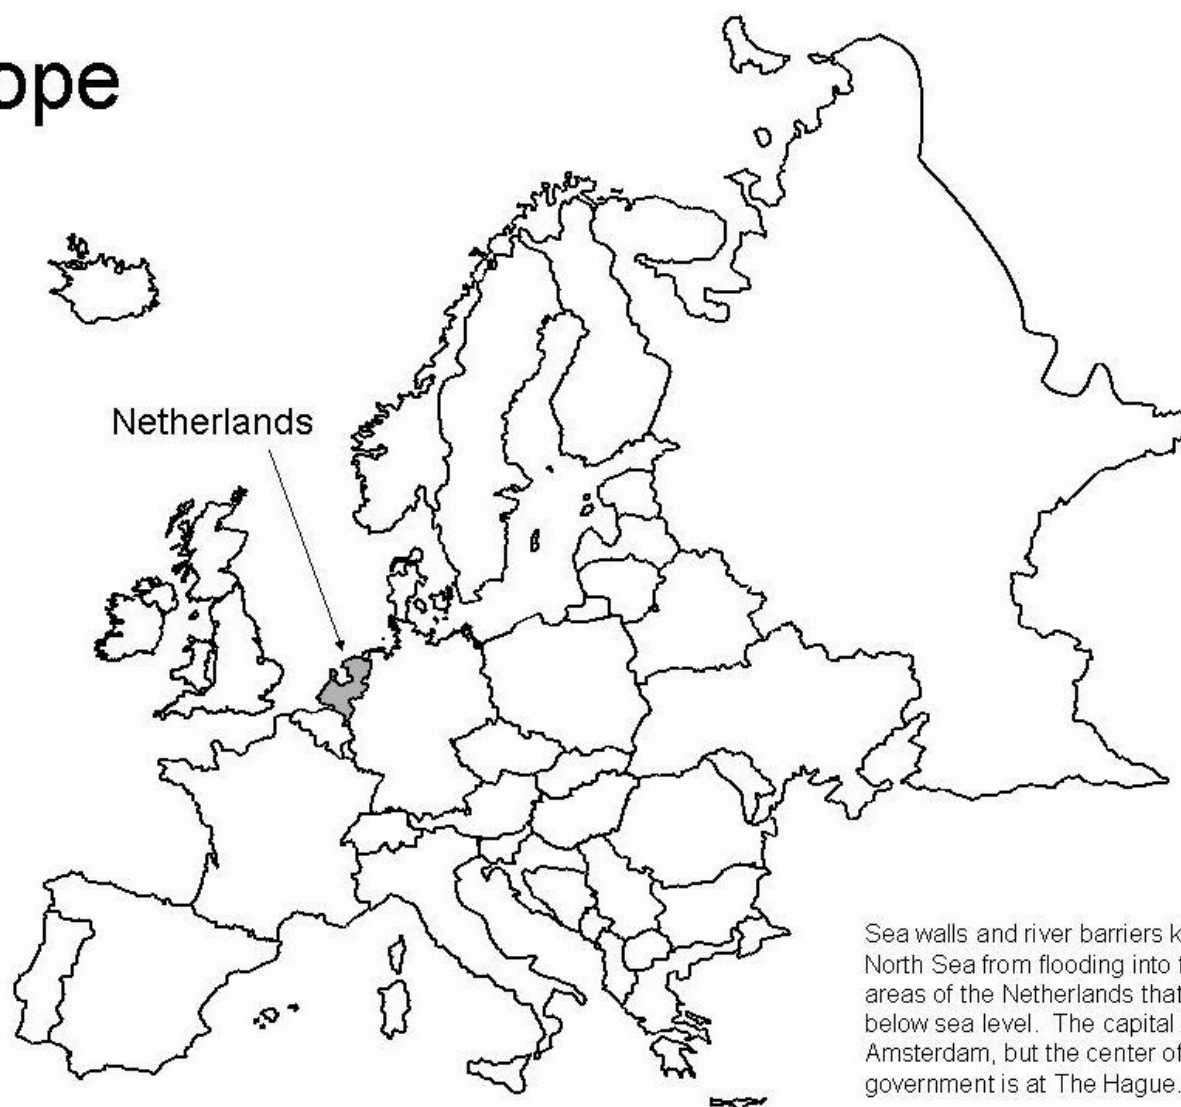 ope
Netherlands
Sea walls and river barriers k
North Sea from flooding into
areas of the Netherlands that
below sea level. The capital
Amsterdam, but the center of
government is at The Hague.